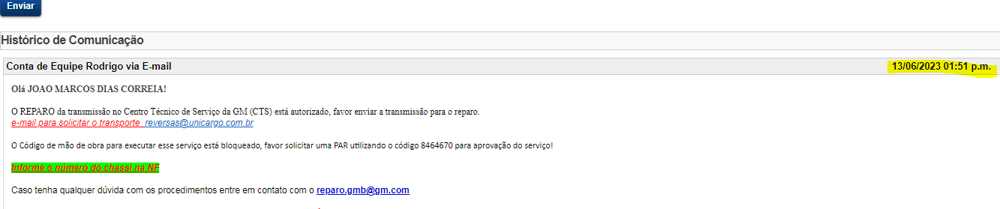 Enviar
Histórico de Comunicação
Conta de Equipe Rodrigo via E-mail 13/06/2023 01:51 p.m.
Olá JOAO MARCOS DIAS CORREIA!
O REPARO da transmissão no Centro Técnico de Serviço da GM (CTS) está autorizado, favor enviar a transmissão para o reparo.
e-mail para solicitar o transporte reversas@unicargo.com.br
O Código de mão de obra para executar esse serviço está bloqueado, favor solicitar uma PAR utilizando o código 8464670 para aprovação do serviço!
Informe o número do chassi na NF
Caso tenha qualquer dúvida com os procedimentos entre em contato com o reparo.gmb@gm.com